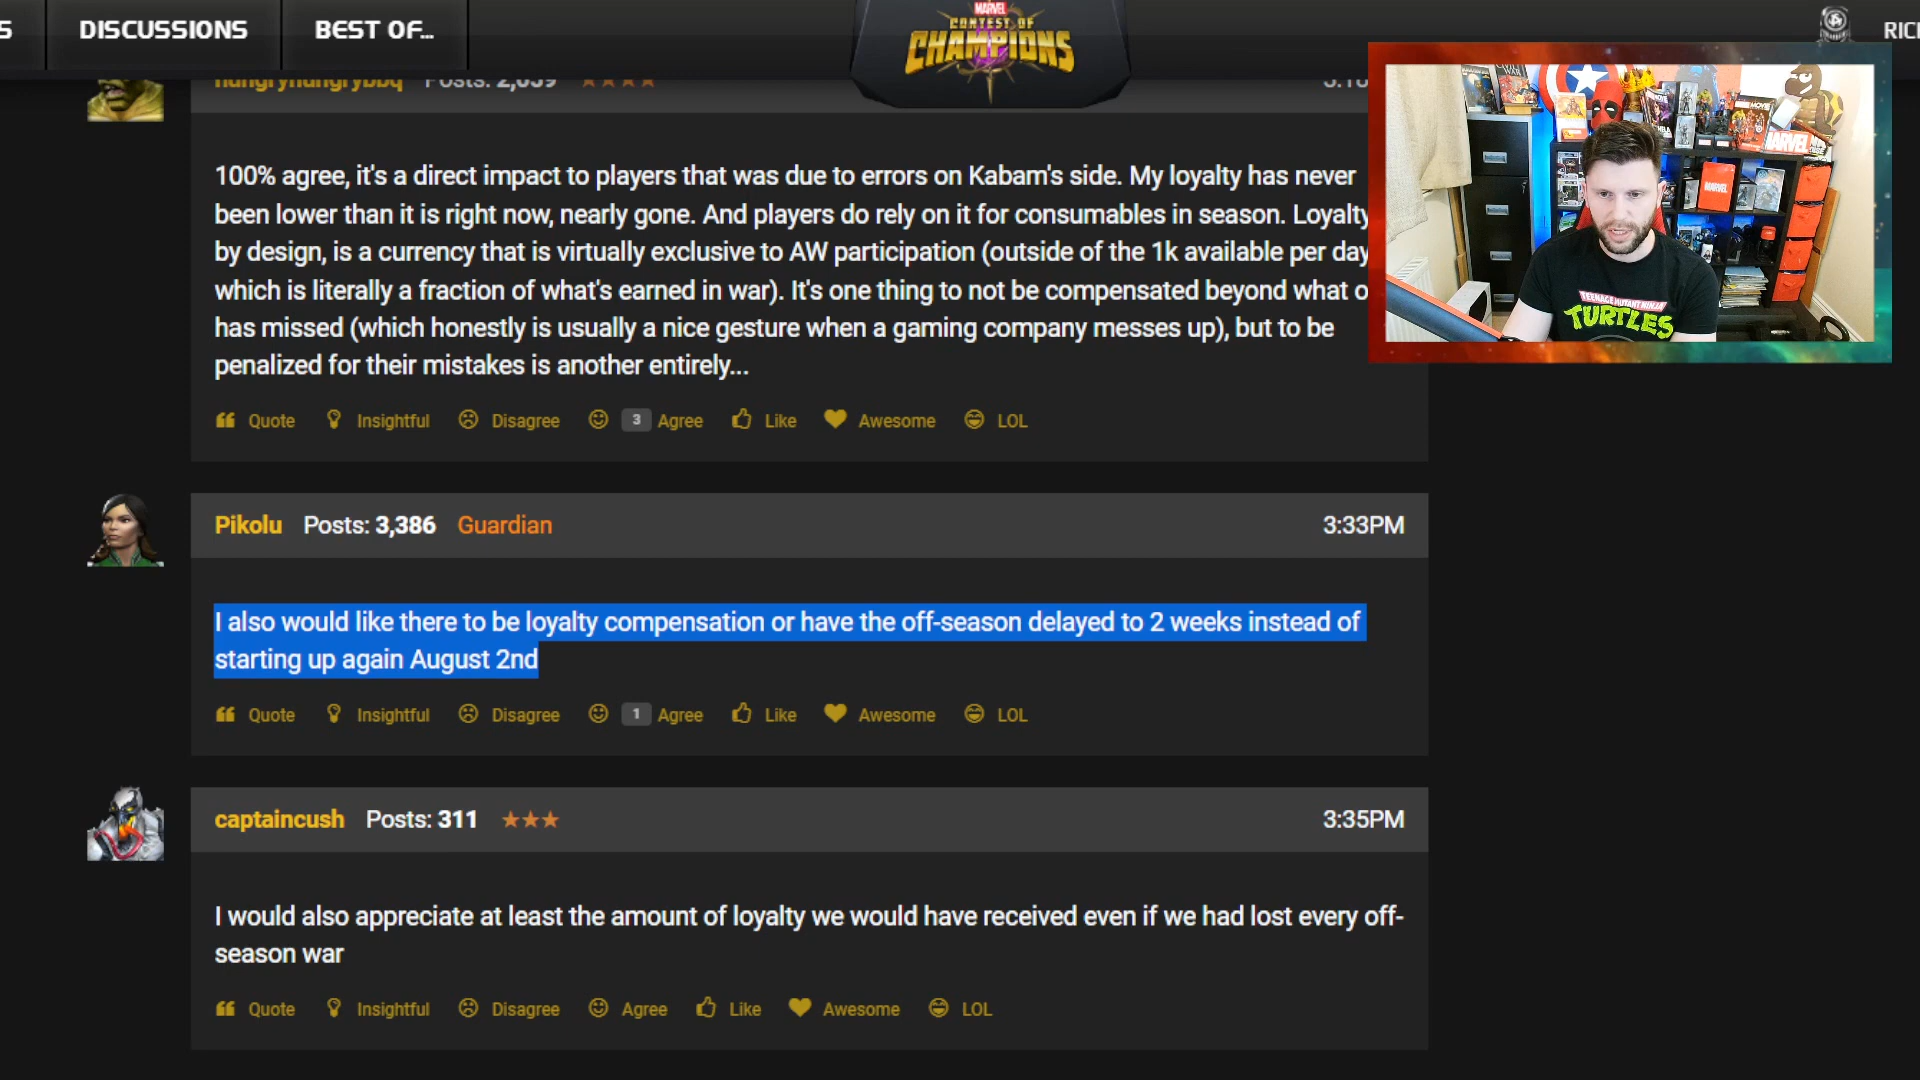 S DISCUSSIONS BEST OF...
MARVEL
CONTEST OF
CHAMPIONS
hungryhungrybbq Posts: 2,659
100% agree, it's a direct impact to players that was due to errors on Kabam's side. My loyalty has never
been lower than it is right now, nearly gone. And players do rely on it for consumables in season. Loyalty
by design, is a currency that is virtually exclusive to AW participation (outside of the 1k available per day
which is literally a fraction of what's earned in war). It's one thing to not be compensated beyond what o
has missed (which honestly is usually a nice gesture when a gaming company messes up), but to be
penalized for their mistakes is another entirely...
Quote Insightful Disagree 3 Agree Like Awesome LOL
Pikolu Posts: 3,386 Guardian 3:33PM
I also would like there to be loyalty compensation or have the off-season delayed to 2 weeks instead of
starting up again August 2nd
Quote Insightful Disagree 1 Agree Like Awesome LOL
captaincush Posts: 311 ★★★ 3:35PM
I would also appreciate at least the amount of loyalty we would have received even if we had lost every off-
season war
Quote Insightful Disagree Agree Like Awesome LOL
MARVEL
MARVEL
TEENAGE MUTANT NINJA
TURTLES